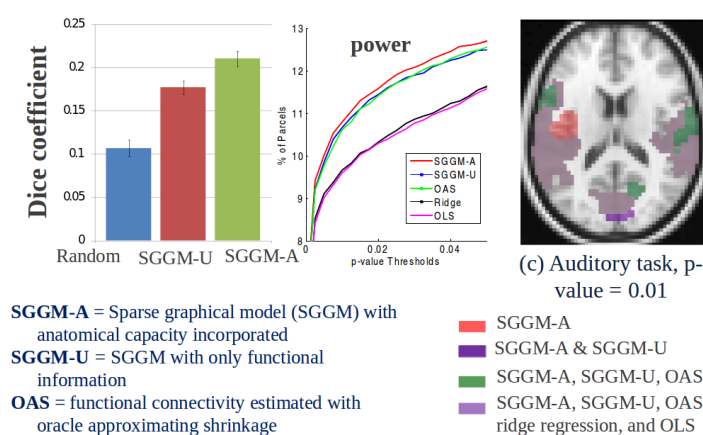 0.25
0.2
0.15
0.1
0.05
0
Dice coefficient
Random
SGGM-U
SGGM-A
power
13
12
11
10
9
8
% of Parcels
0.02
0.04
p-value Thresholds
SGGM-A
SGGM-U
OAS
Ridge
OLS
(c) Auditory task, p-
value = 0.01
SGGM-A = Sparse graphical model (SGGM) with
anatomical capacity incorporated
SGGM-U = SGGM with only functional
information
OAS = functional connectivity estimated with
oracle approximating shrinkage
SGGM-A
SGGM-A & SGGM-U
SGGM-A, SGGM-U, OAS
SGGM-A, SGGM-U, OAS
ridge regression, and OLS